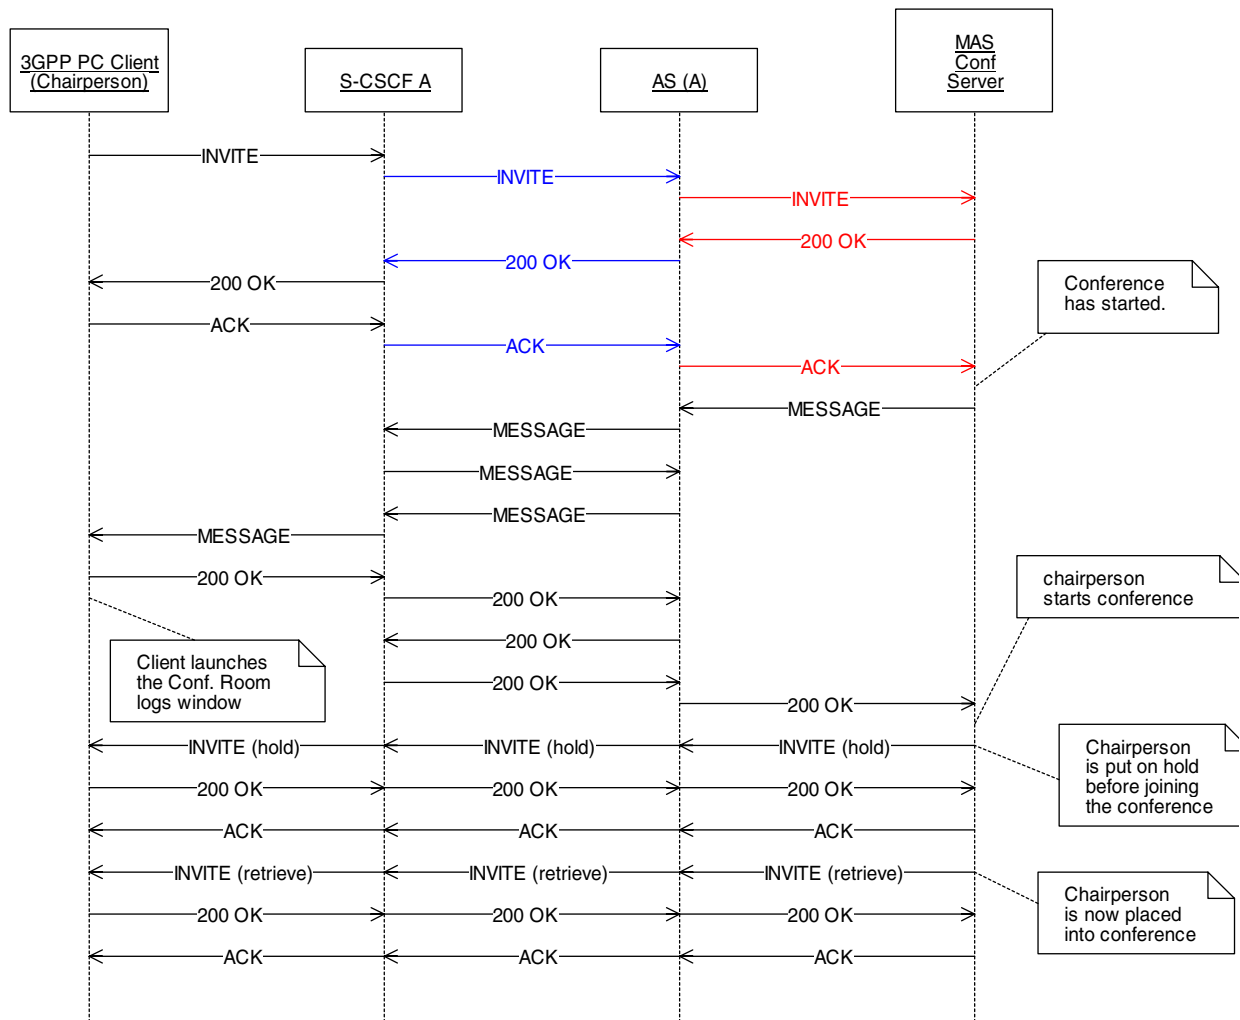 3GPP PC Client
(Chairperson)
S-CSCF A
AS (A)
MAS
Conf
Server
INVITE
INVITE
INVITE
200 OK
200 OK
200 OK
Conference
has started.
ACK
ACK
ACK
MESSAGE
MESSAGE
MESSAGE
MESSAGE
MESSAGE
200 OK
chairperson
starts conference
200 OK
200 OK
Client launches
the Conf. Room
logs window
200 OK
200 OK
INVITE (hold)
INVITE (hold)
INVITE (hold)
Chairperson
is put on hold
before joining
the conference
200 OK
200 OK
200 OK
ACK
ACK
ACK
INVITE (retrieve)
INVITE (retrieve)
INVITE (retrieve)
Chairperson
is now placed
into conference
200 OK
200 OK
200 OK
ACK
ACK
ACK